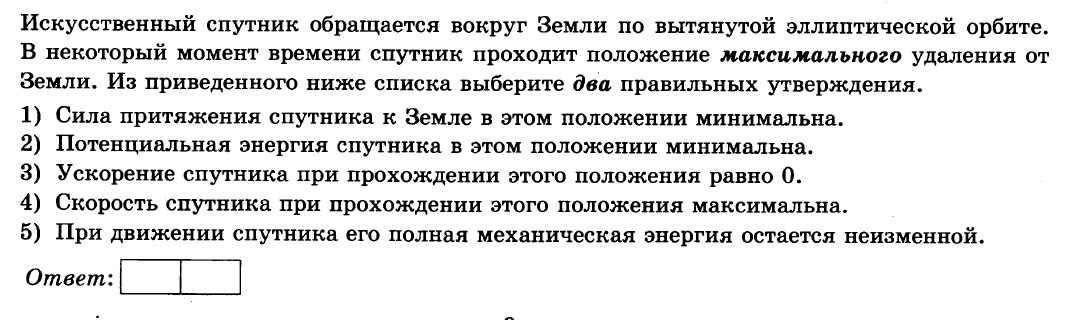 Искусственный спутник обращается вокруг Земли по вытянутой эллиптической орбите.
В некоторый момент времени спутник проходит положение максимального удаления от
Земли. Из приведенного ниже списка выберите два правильных утверждения.
1) Сила притяжения спутника к Земле в этом положении минимальна.
2) Потенциальная энергия спутника в этом положении минимальна.
3) Ускорение спутника при прохождении этого положения равно 0.
4) Скорость спутника при прохождении этого положения максимальна.
5) При движении спутника его полная механическая энергия остается неизменной.
Ответ: